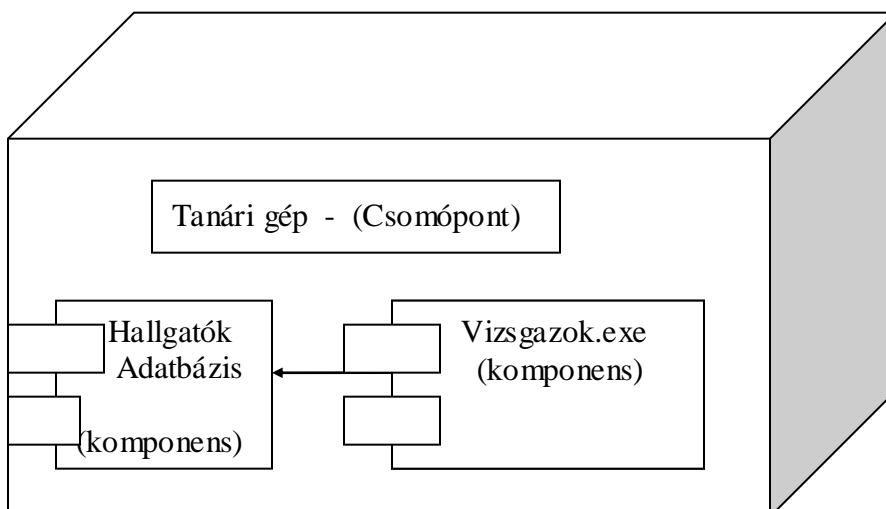 Tanári gép - (Csomópont)
Hallgatók
Adatbázis
(komponens)
Vizsgazok.exe
(komponens)